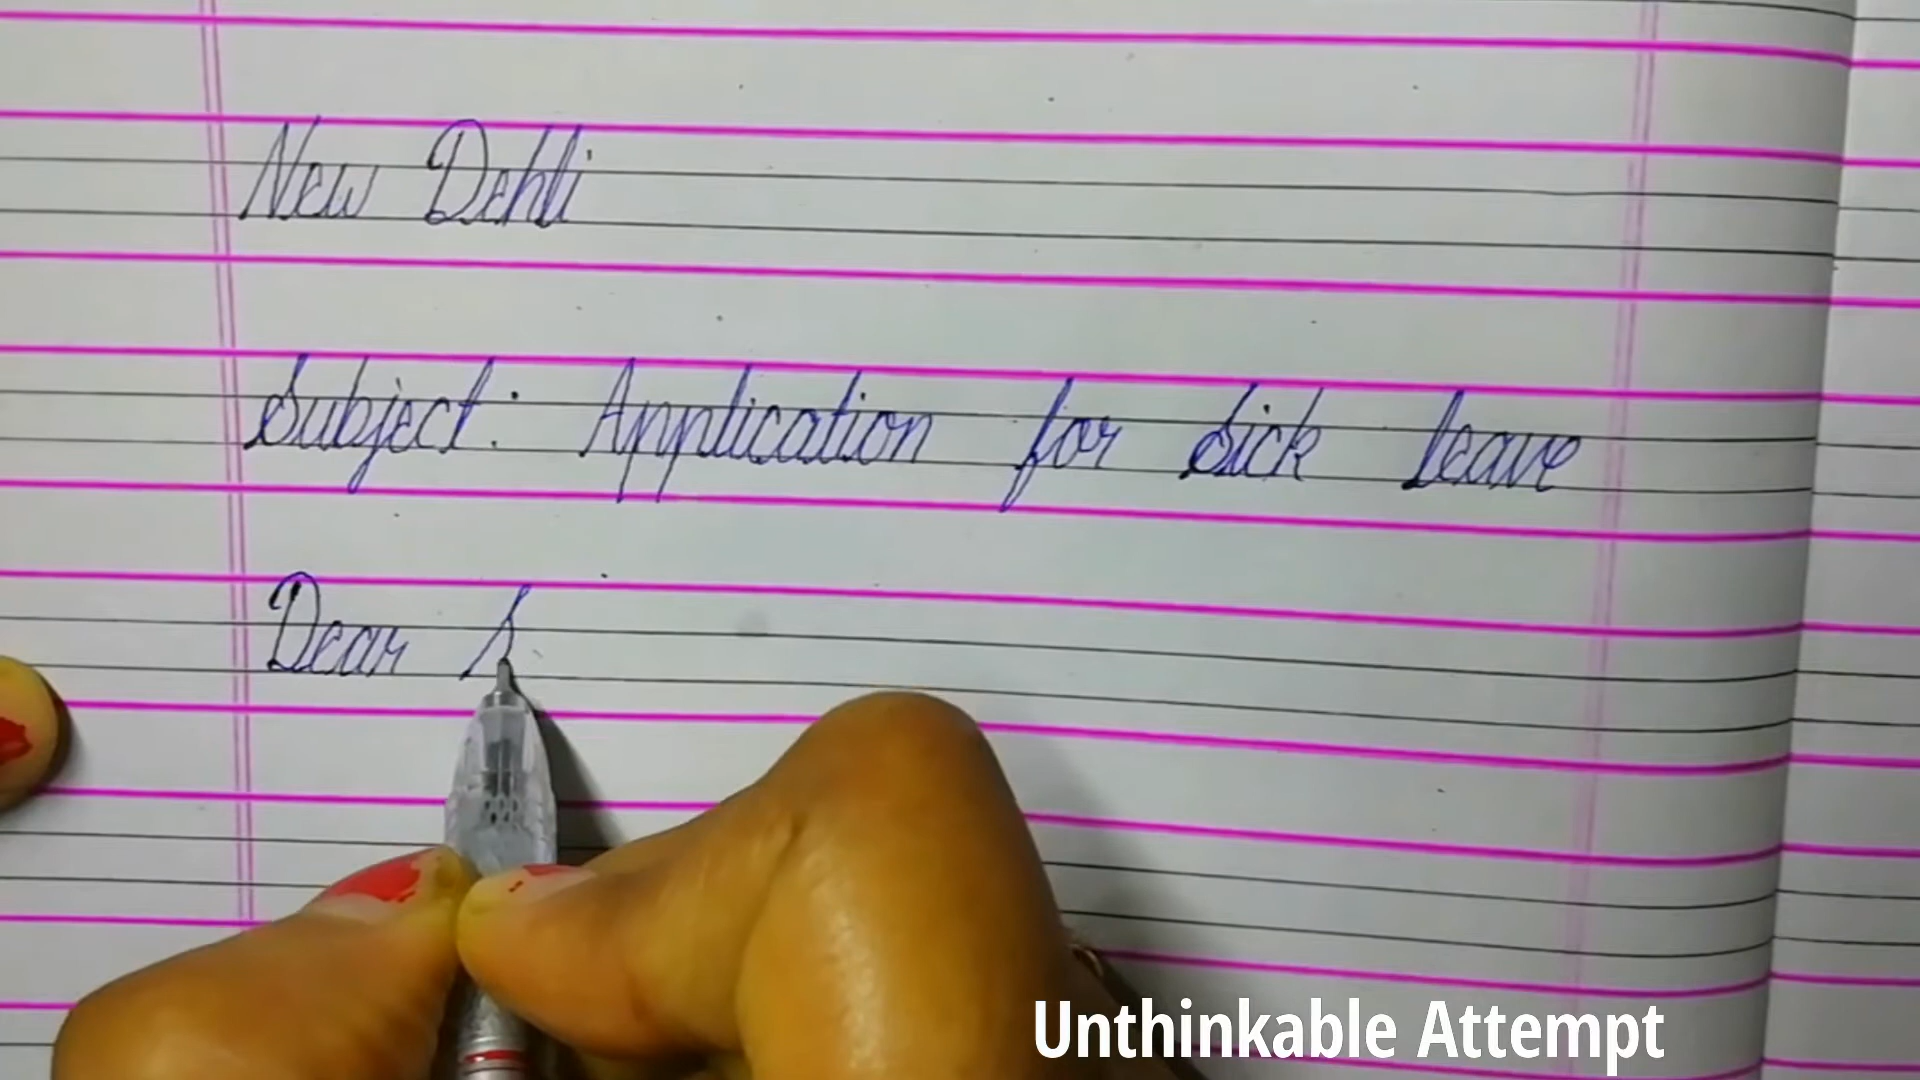 New Dehli
Subject: Application for Sick leave
Dear S
Unthinkable Attempt